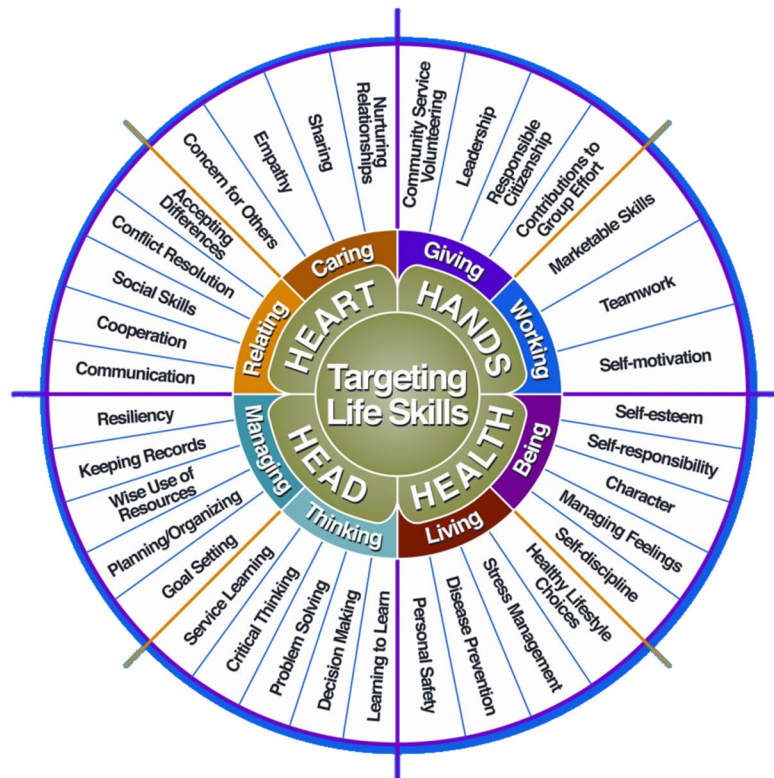 Targeting
Life Skills
HEART
HANDS
HEALTH
HEAD
Caring
Giving
Working
Being
Living
Thinking
Managing
Relating
Nurturing
Relationships
Sharing
Empathy
Concern for Others
Community Service
Volunteering
Leadership
Responsible
Citizenship
Contributions to
Group Effort
Marketable Skills
Teamwork
Self-motivation
Self-esteem
Self-responsibility
Character
Managing Feelings
Self-discipline
Healthy Lifestyle
Choices
Stress Management
Disease Prevention
Personal Safety
Learning to Learn
Decision Making
Problem Solving
Critical Thinking
Service Learning
Goal Setting
Planning/Organizing
Wise Use of
Resources
Keeping Records
Resiliency
Communication
Cooperation
Social Skills
Conflict Resolution
Accepting
Differences